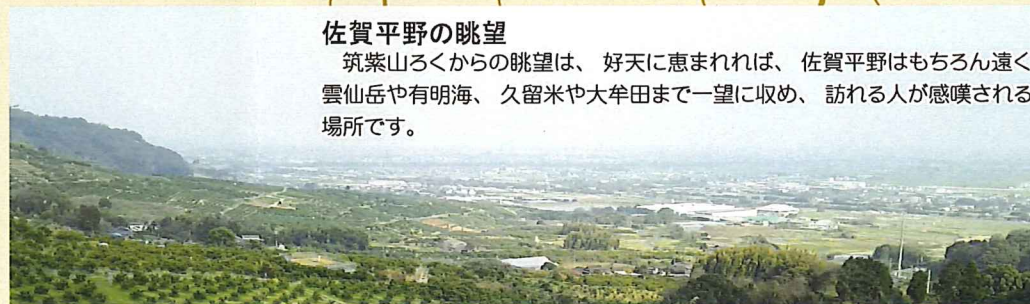 佐賀平野の眺望
筑紫山ろくからの眺望は、好天に恵まれれば、佐賀平野はもちろん遠く
雲仙岳や有明海、久留米や大牟田まで一望に収め、訪れる人が感嘆される
場所です。